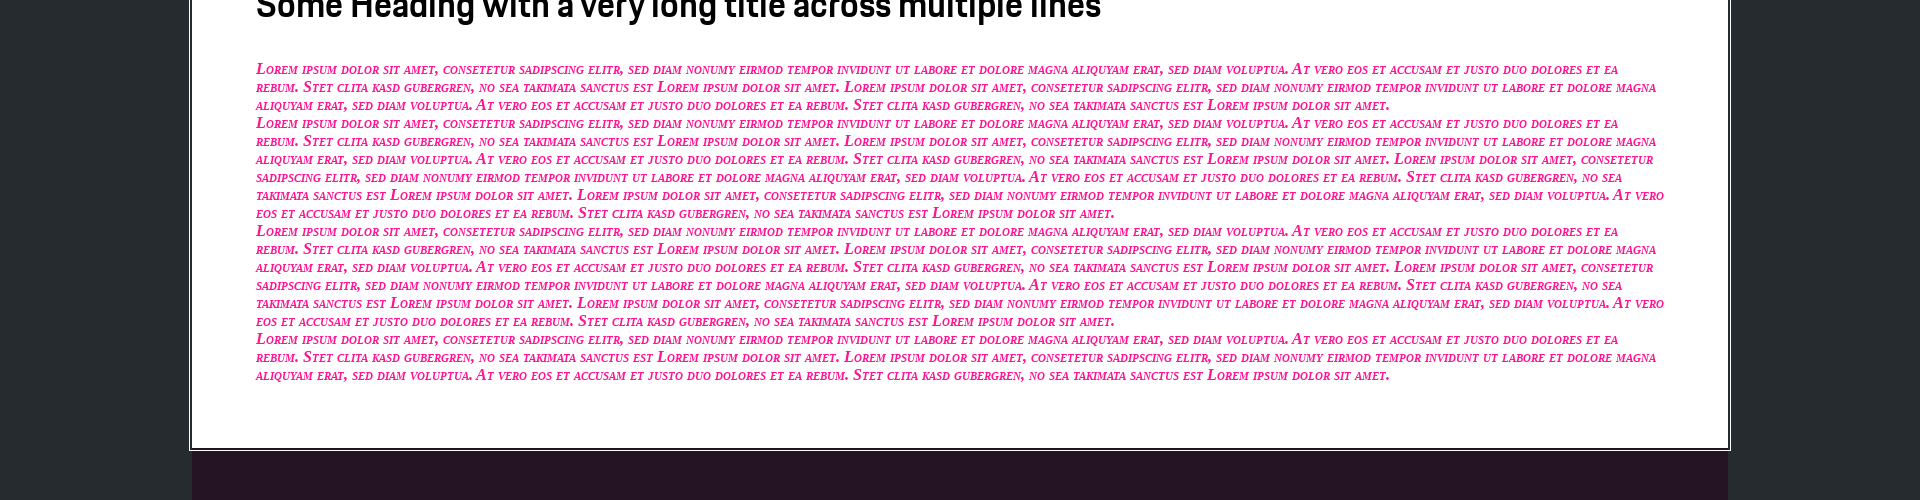 Some Heading with a very long title across multiple lines
Lorem ipsum dolor sit amet, consetetur sadipscing elitr, sed diam nonumy eirmod tempor invidunt ut labore et dolore magna aliquyam erat, sed diam voluptua. At vero eos et accusam et justo duo dolores et ea
rebum. Stet clita kasd gubergren, no sea takimata sanctus est Lorem ipsum dolor sit amet. Lorem ipsum dolor sit amet, consetetur sadipscing elitr, sed diam nonumy eirmod tempor invidunt ut labore et dolore magna
aliquyam erat, sed diam voluptua. At vero eos et accusam et justo duo dolores et ea rebum. Stet clita kasd gubergren, no sea takimata sanctus est Lorem ipsum dolor sit amet.
Lorem ipsum dolor sit amet, consetetur sadipscing elitr, sed diam nonumy eirmod tempor invidunt ut labore et dolore magna aliquyam erat, sed diam voluptua. At vero eos et accusam et justo duo dolores et ea
rebum. Stet clita kasd gubergren, no sea takimata sanctus est Lorem ipsum dolor sit amet. Lorem ipsum dolor sit amet, consetetur sadipscing elitr, sed diam nonumy eirmod tempor invidunt ut labore et dolore magna
aliquyam erat, sed diam voluptua. At vero eos et accusam et justo duo dolores et ea rebum. Stet clita kasd gubergren, no sea takimata sanctus est Lorem ipsum dolor sit amet. Lorem ipsum dolor sit amet, consetetur
sadipscing elitr, sed diam nonumy eirmod tempor invidunt ut labore et dolore magna aliquyam erat, sed diam voluptua. At vero eos et accusam et justo duo dolores et ea rebum. Stet clita kasd gubergren, no sea
takimata sanctus est Lorem ipsum dolor sit amet. Lorem ipsum dolor sit amet, consetetur sadipscing elitr, sed diam nonumy eirmod tempor invidunt ut labore et dolore magna aliquyam erat, sed diam voluptua. At vero
eos et accusam et justo duo dolores et ea rebum. Stet clita kasd gubergren, no sea takimata sanctus est Lorem ipsum dolor sit amet.
Lorem ipsum dolor sit amet, consetetur sadipscing elitr, sed diam nonumy eirmod tempor invidunt ut labore et dolore magna aliquyam erat, sed diam voluptua. At vero eos et accusam et justo duo dolores et ea
rebum. Stet clita kasd gubergren, no sea takimata sanctus est Lorem ipsum dolor sit amet. Lorem ipsum dolor sit amet, consetetur sadipscing elitr, sed diam nonumy eirmod tempor invidunt ut labore et dolore magna
aliquyam erat, sed diam voluptua. At vero eos et accusam et justo duo dolores et ea rebum. Stet clita kasd gubergren, no sea takimata sanctus est Lorem ipsum dolor sit amet. Lorem ipsum dolor sit amet, consetetur
sadipscing elitr, sed diam nonumy eirmod tempor invidunt ut labore et dolore magna aliquyam erat, sed diam voluptua. At vero eos et accusam et justo duo dolores et ea rebum. Stet clita kasd gubergren, no sea
takimata sanctus est Lorem ipsum dolor sit amet. Lorem ipsum dolor sit amet, consetetur sadipscing elitr, sed diam nonumy eirmod tempor invidunt ut labore et dolore magna aliquyam erat, sed diam voluptua. At vero
eos et accusam et justo duo dolores et ea rebum. Stet clita kasd gubergren, no sea takimata sanctus est Lorem ipsum dolor sit amet.
Lorem ipsum dolor sit amet, consetetur sadipscing elitr, sed diam nonumy eirmod tempor invidunt ut labore et dolore magna aliquyam erat, sed diam voluptua. At vero eos et accusam et justo duo dolores et ea
rebum. Stet clita kasd gubergren, no sea takimata sanctus est Lorem ipsum dolor sit amet. Lorem ipsum dolor sit amet, consetetur sadipscing elitr, sed diam nonumy eirmod tempor invidunt ut labore et dolore magna
aliquyam erat, sed diam voluptua. At vero eos et accusam et justo duo dolores et ea rebum. Stet clita kasd gubergren, no sea takimata sanctus est Lorem ipsum dolor sit amet.